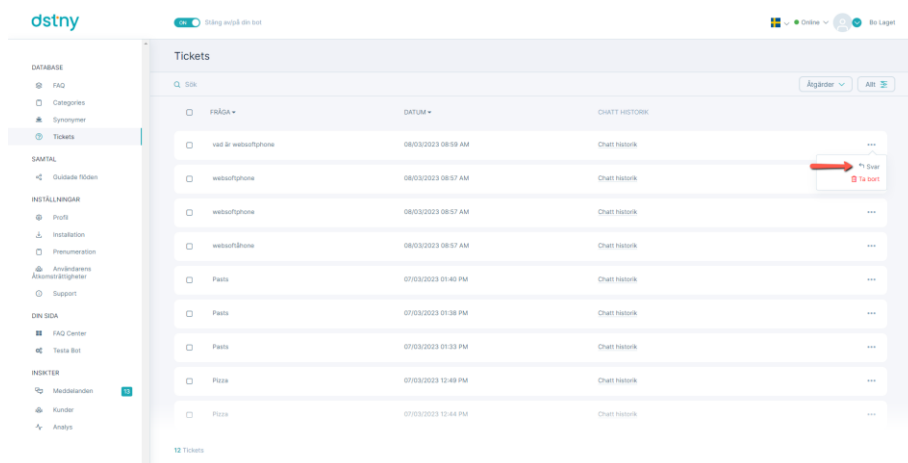 dstny
ON Stäng av/på din bot
Online
Bo Laget
DATABASE
FAQ
Categories
Synonymer
Tickets
SAMTAL
Guidade flöden
INSTÄLLNINGAR
Profil
Installation
Prenumeration
Användarens
Åtkomsträttigheter
Support
DIN SIDA
FAQ Center
Testa Bot
INSIKTER
Meddelanden 13
Kunder
Analys
Tickets
Sök
Åtgärder
Allt
FRÅGA DATUM CHATT HISTORIK
vad är websoftphone 08/03/2023 08:59 AM Chatt historik
Svar
Ta bort
websoftphone 08/03/2023 08:57 AM Chatt historik
websoftphone 08/03/2023 08:57 AM Chatt historik
websoftåhone 08/03/2023 08:57 AM Chatt historik
Pasts 07/03/2023 01:40 PM Chatt historik
Pasts 07/03/2023 01:38 PM Chatt historik
Pasts 07/03/2023 01:33 PM Chatt historik
Pizza 07/03/2023 12:49 PM Chatt historik
Pizza 07/03/2023 12:44 PM Chatt historik
12 Tickets